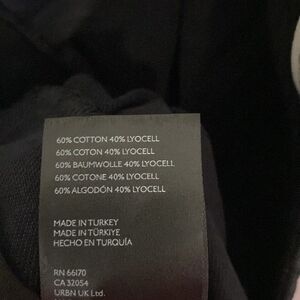 60% COTTON 40% LYOCELL
60% COTON 40% LYOCELL
60% BAUMWOLLE 40% LYOCELL
60% COTONE 40% LYOCELL
60% ALGODÓN 40% LYOCELL
MADE IN TURKEY
MADE IN TÜRKIYE
HECHO EN TURQUÍA
RN 66170
CA 32054
URBN UK Ltd.